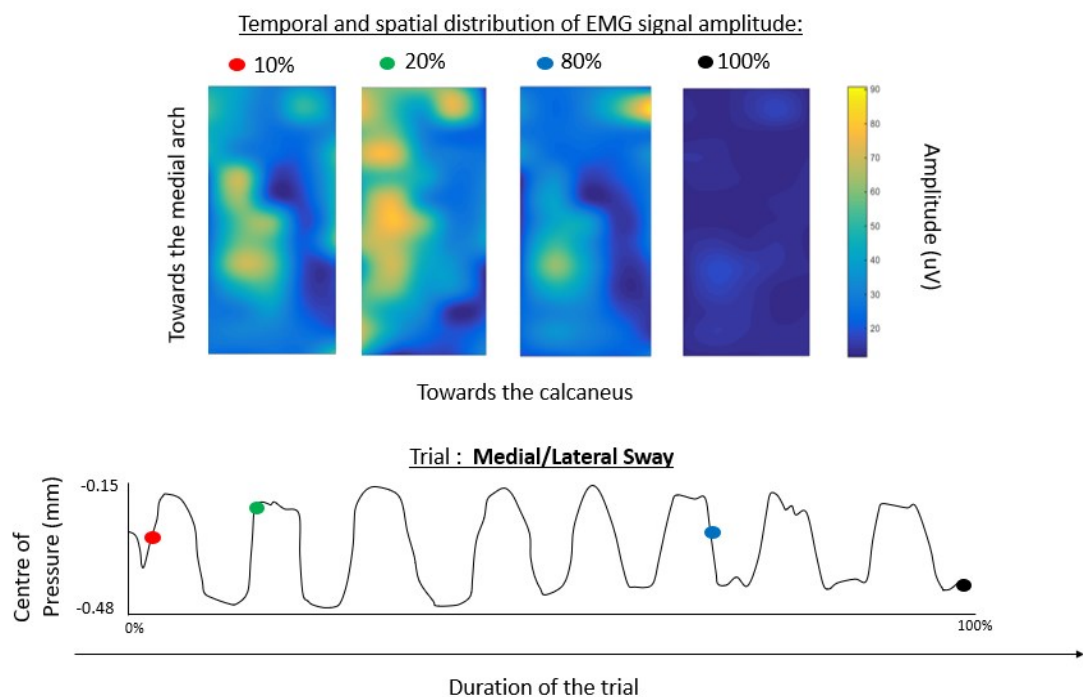 Temporal and spatial distribution of EMG signal amplitude:
10%
20%
80%
100%
Towards the medial arch
90
80
70
60
50
40
30
20
Amplitude (uV)
Towards the calcaneus
Trial : Medial/Lateral Sway
Centre of
Pressure (mm)
-0.15
-0.48
0%
100%
Duration of the trial